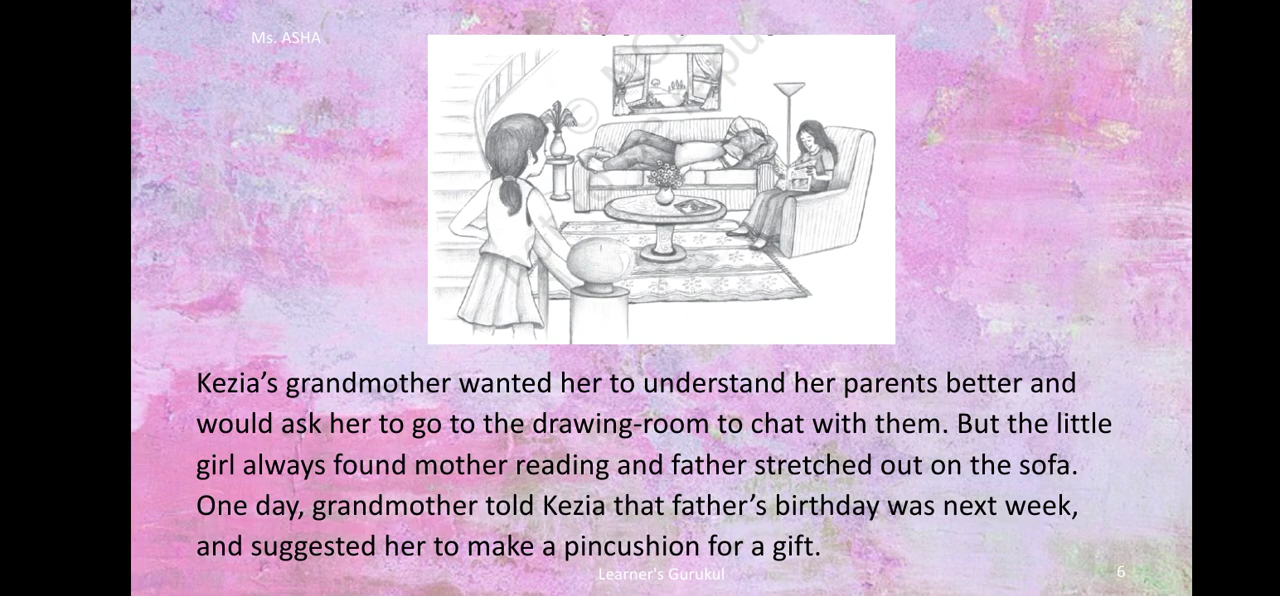 Ms. ASHA
Kezia’s grandmother wanted her to understand her parents better and
would ask her to go to the drawing-room to chat with them. But the little
girl always found mother reading and father stretched out on the sofa.
One day, grandmother told Kezia that father’s birthday was next week,
and suggested her to make a pincushion for a gift.
Learner's Gurukul
6